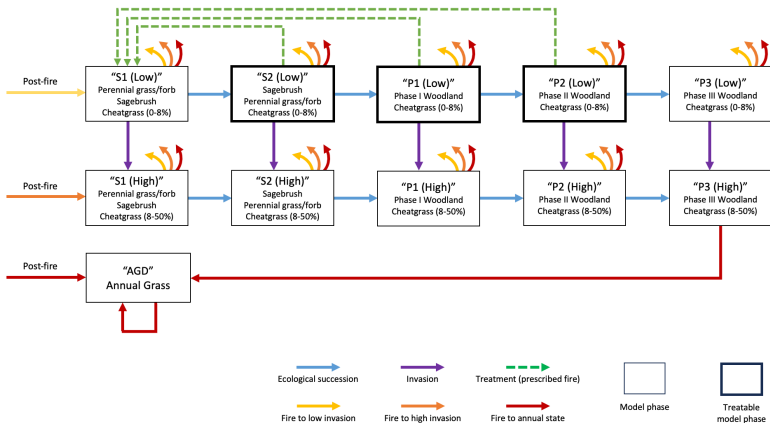 Post-fire
“S1 (Low)”
Perennial grass/forb
Sagebrush
Cheatgrass (0-8%)
“S2 (Low)”
Sagebrush
Perennial grass/forb
Cheatgrass (0-8%)
“P1 (Low)”
Phase I Woodland
Cheatgrass (0-8%)
“P2 (Low)”
Phase II Woodland
Cheatgrass (0-8%)
“P3 (Low)”
Phase III Woodland
Cheatgrass (0-8%)
Post-fire
“S1 (High)”
Perennial grass/forb
Sagebrush
Cheatgrass (8-50%)
“S2 (High)”
Sagebrush
Perennial grass/forb
Cheatgrass (8-50%)
“P1 (High)”
Phase I Woodland
Cheatgrass (8-50%)
“P2 (High)”
Phase II Woodland
Cheatgrass (8-50%)
“P3 (High)”
Phase III Woodland
Cheatgrass (8-50%)
Post-fire
“AGD”
Annual Grass
Ecological succession
Invasion
Treatment (prescribed fire)
Fire to low invasion
Fire to high invasion
Fire to annual state
Model phase
Treatable
model phase